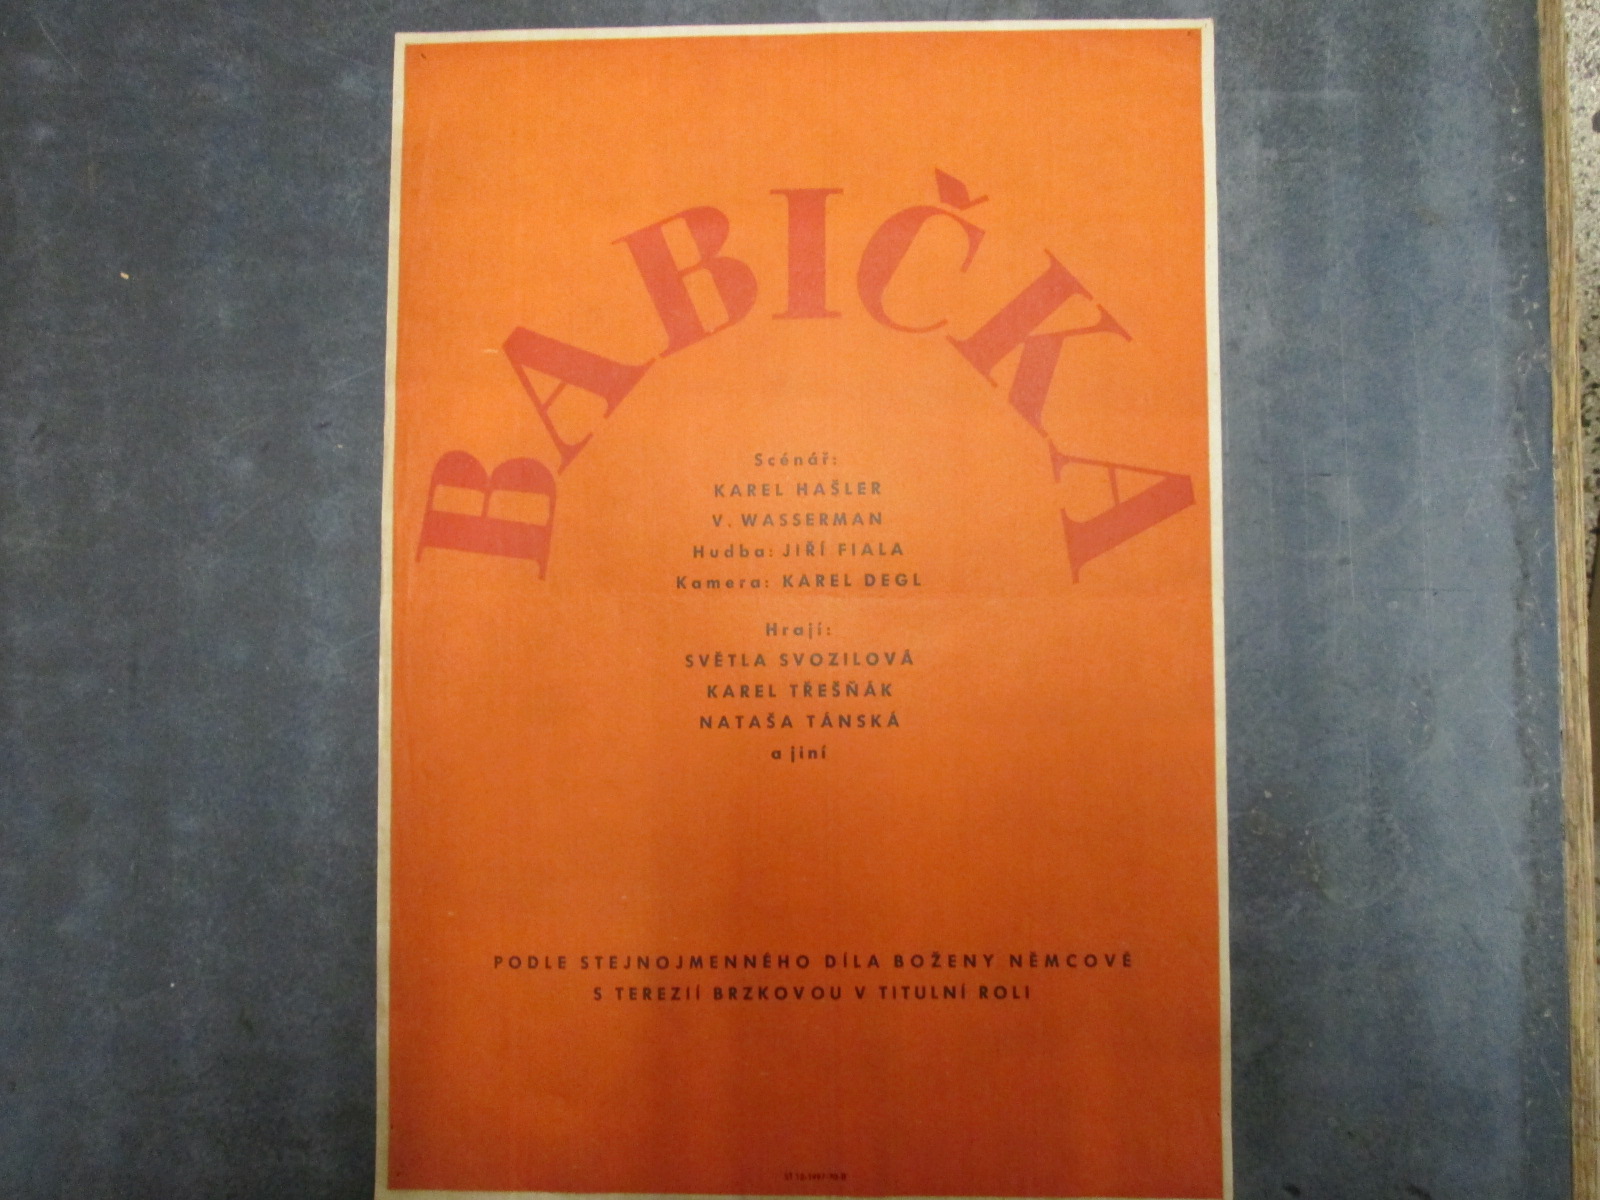 BABIČKA
Scénář:
KAREL HAŠLER
V. WASSERMAN
Hudba: JIŘÍ FIALA
Kamera: KAREL DEGL
Hrají:
SVĚTLA SVOZILOVÁ
KAREL TŘEŠŇÁK
NATAŠA TÁNSKÁ
a jiní
PODLE STEJNOJMENNÉHO DÍLA BOŽENY NĚMCOVÉ
S TEREZIÍ BRZKOVOU V TITULNÍ ROLI